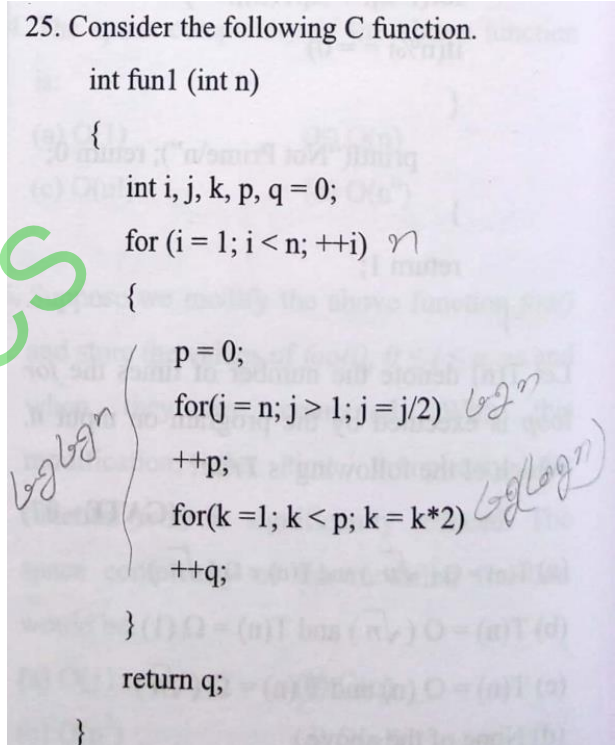 25. Consider the following C function.
int fun1 (int n)
{
int i, j, k, p, q = 0;
for (i = 1; i < n; ++i) n
{
p = 0;
for(j = n; j > 1; j = j/2) log n
++p;
log log n
for(k =1; k < p; k = k*2) log(log n)
++q;
}
return q;
}
CS